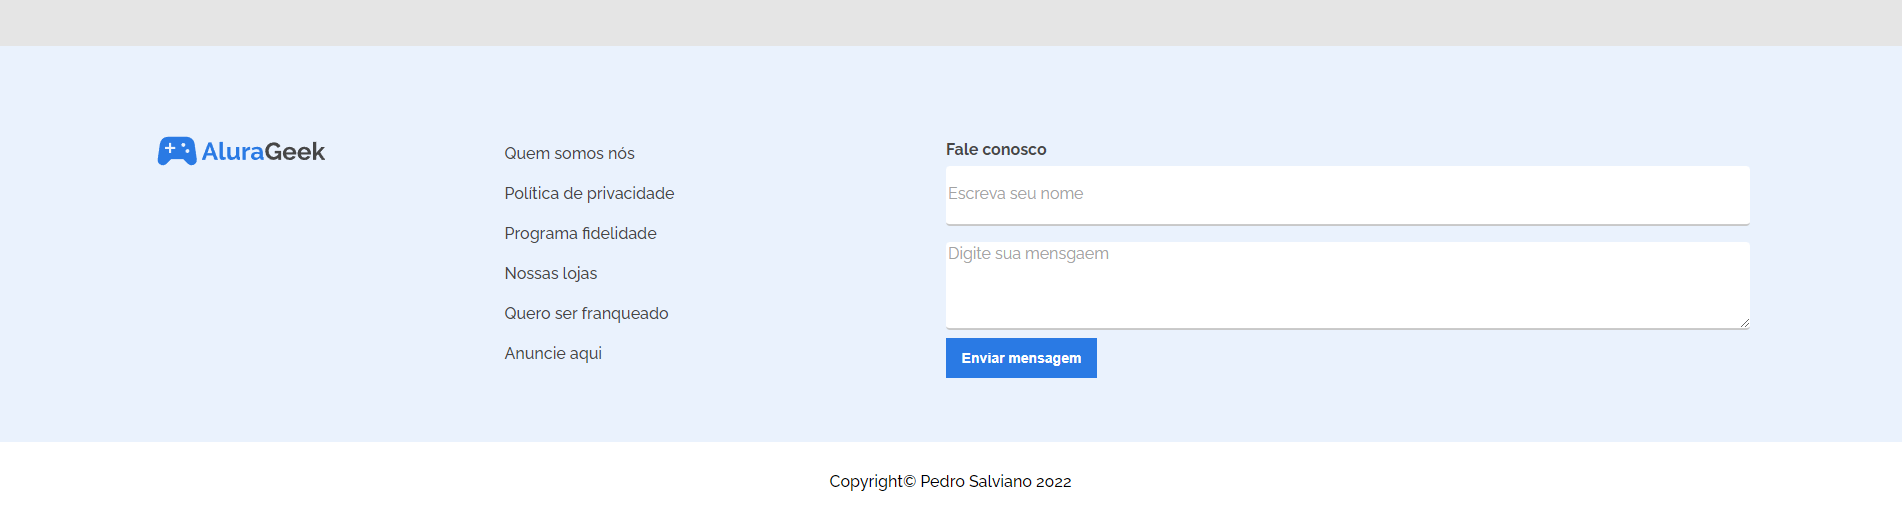 AluraGeek
Quem somos nós
Política de privacidade
Programa fidelidade
Nossas lojas
Quero ser franqueado
Anuncie aqui
Fale conosco
Escreva seu nome
Digite sua mensgaem
Enviar mensagem
Copyright© Pedro Salviano 2022